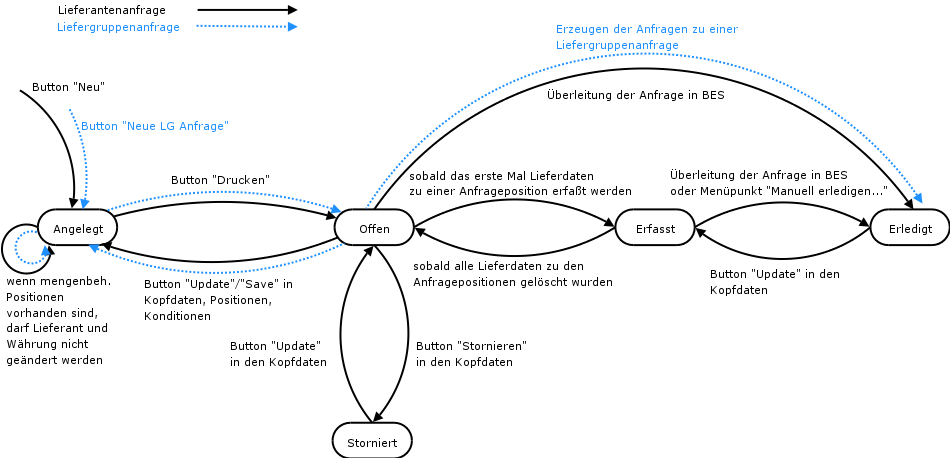 Lieferantenanfrage
Liefergruppenanfrage
Erzeugen der Anfragen zu einer
Liefergruppenanfrage
Button "Neu"
Überleitung der Anfrage in BES
Button "Neue LG Anfrage"
Button "Drucken"
sobald das erste Mal Lieferdaten
zu einer Anfrageposition erfaßt werden
Überleitung der Anfrage in BES
oder Menüpunkt "Manuell erledigen..."
Angelegt
Offen
Erfasst
Erledigt
wenn mengenbeh.
Positionen
vorhanden sind,
darf Lieferant und
Währung nicht
geändert werden
Button "Update"/"Save" in
Kopfdaten, Positionen,
Konditionen
sobald alle Lieferdaten zu den
Anfragepositionen gelöscht wurden
Button "Update" in den
Kopfdaten
Button "Update"
in den Kopfdaten
Button "Stornieren"
in den Kopfdaten
Storniert